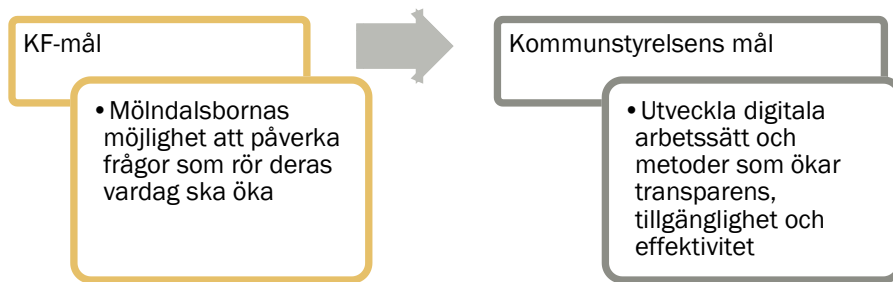 KF-mål
• Mölndalsbornas
möjlighet att påverka
frågor som rör deras
vardag ska öka
Kommunstyrelsens mål
• Utveckla digitala
arbetssätt och
metoder som ökar
transparens,
tillgänglighet och
effektivitet